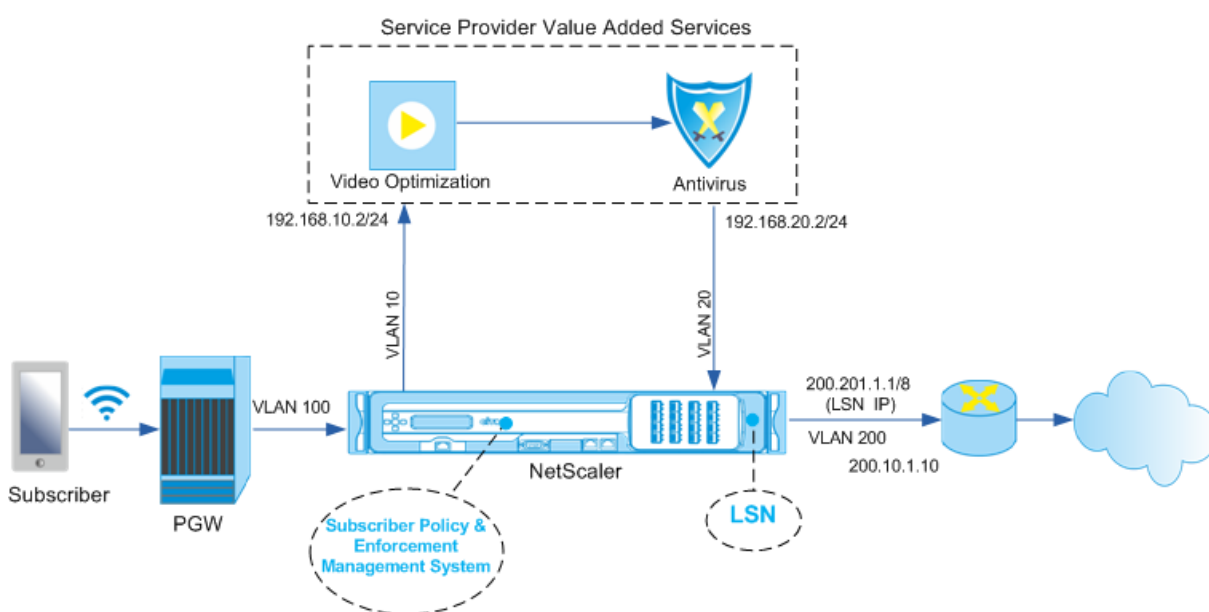 Service Provider Value Added Services
Video Optimization
Antivirus
192.168.10.2/24
192.168.20.2/24
VLAN 10
VLAN 20
VLAN 100
200.201.1.1/8
(LSN IP)
VLAN 200
200.10.1.10
NetScaler
Subscriber
PGW
Subscriber Policy &
Enforcement
Management System
LSN